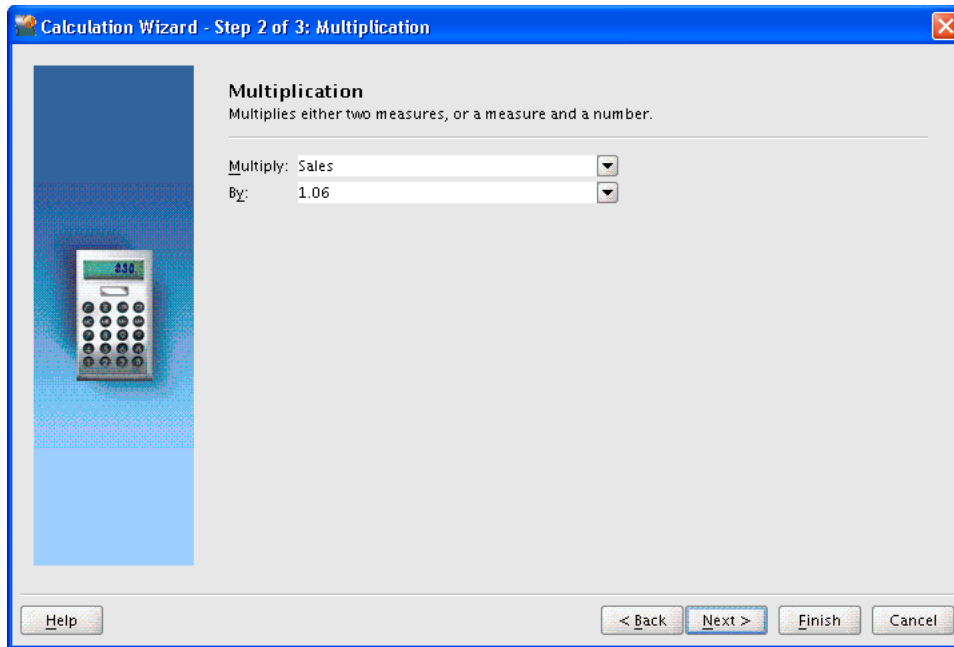 Calculation Wizard - Step 2 of 3: Multiplication
Multiplication
Multiplies either two measures, or a measure and a number.
Multiply: Sales
By: 1.06
Help < Back Next > Finish Cancel